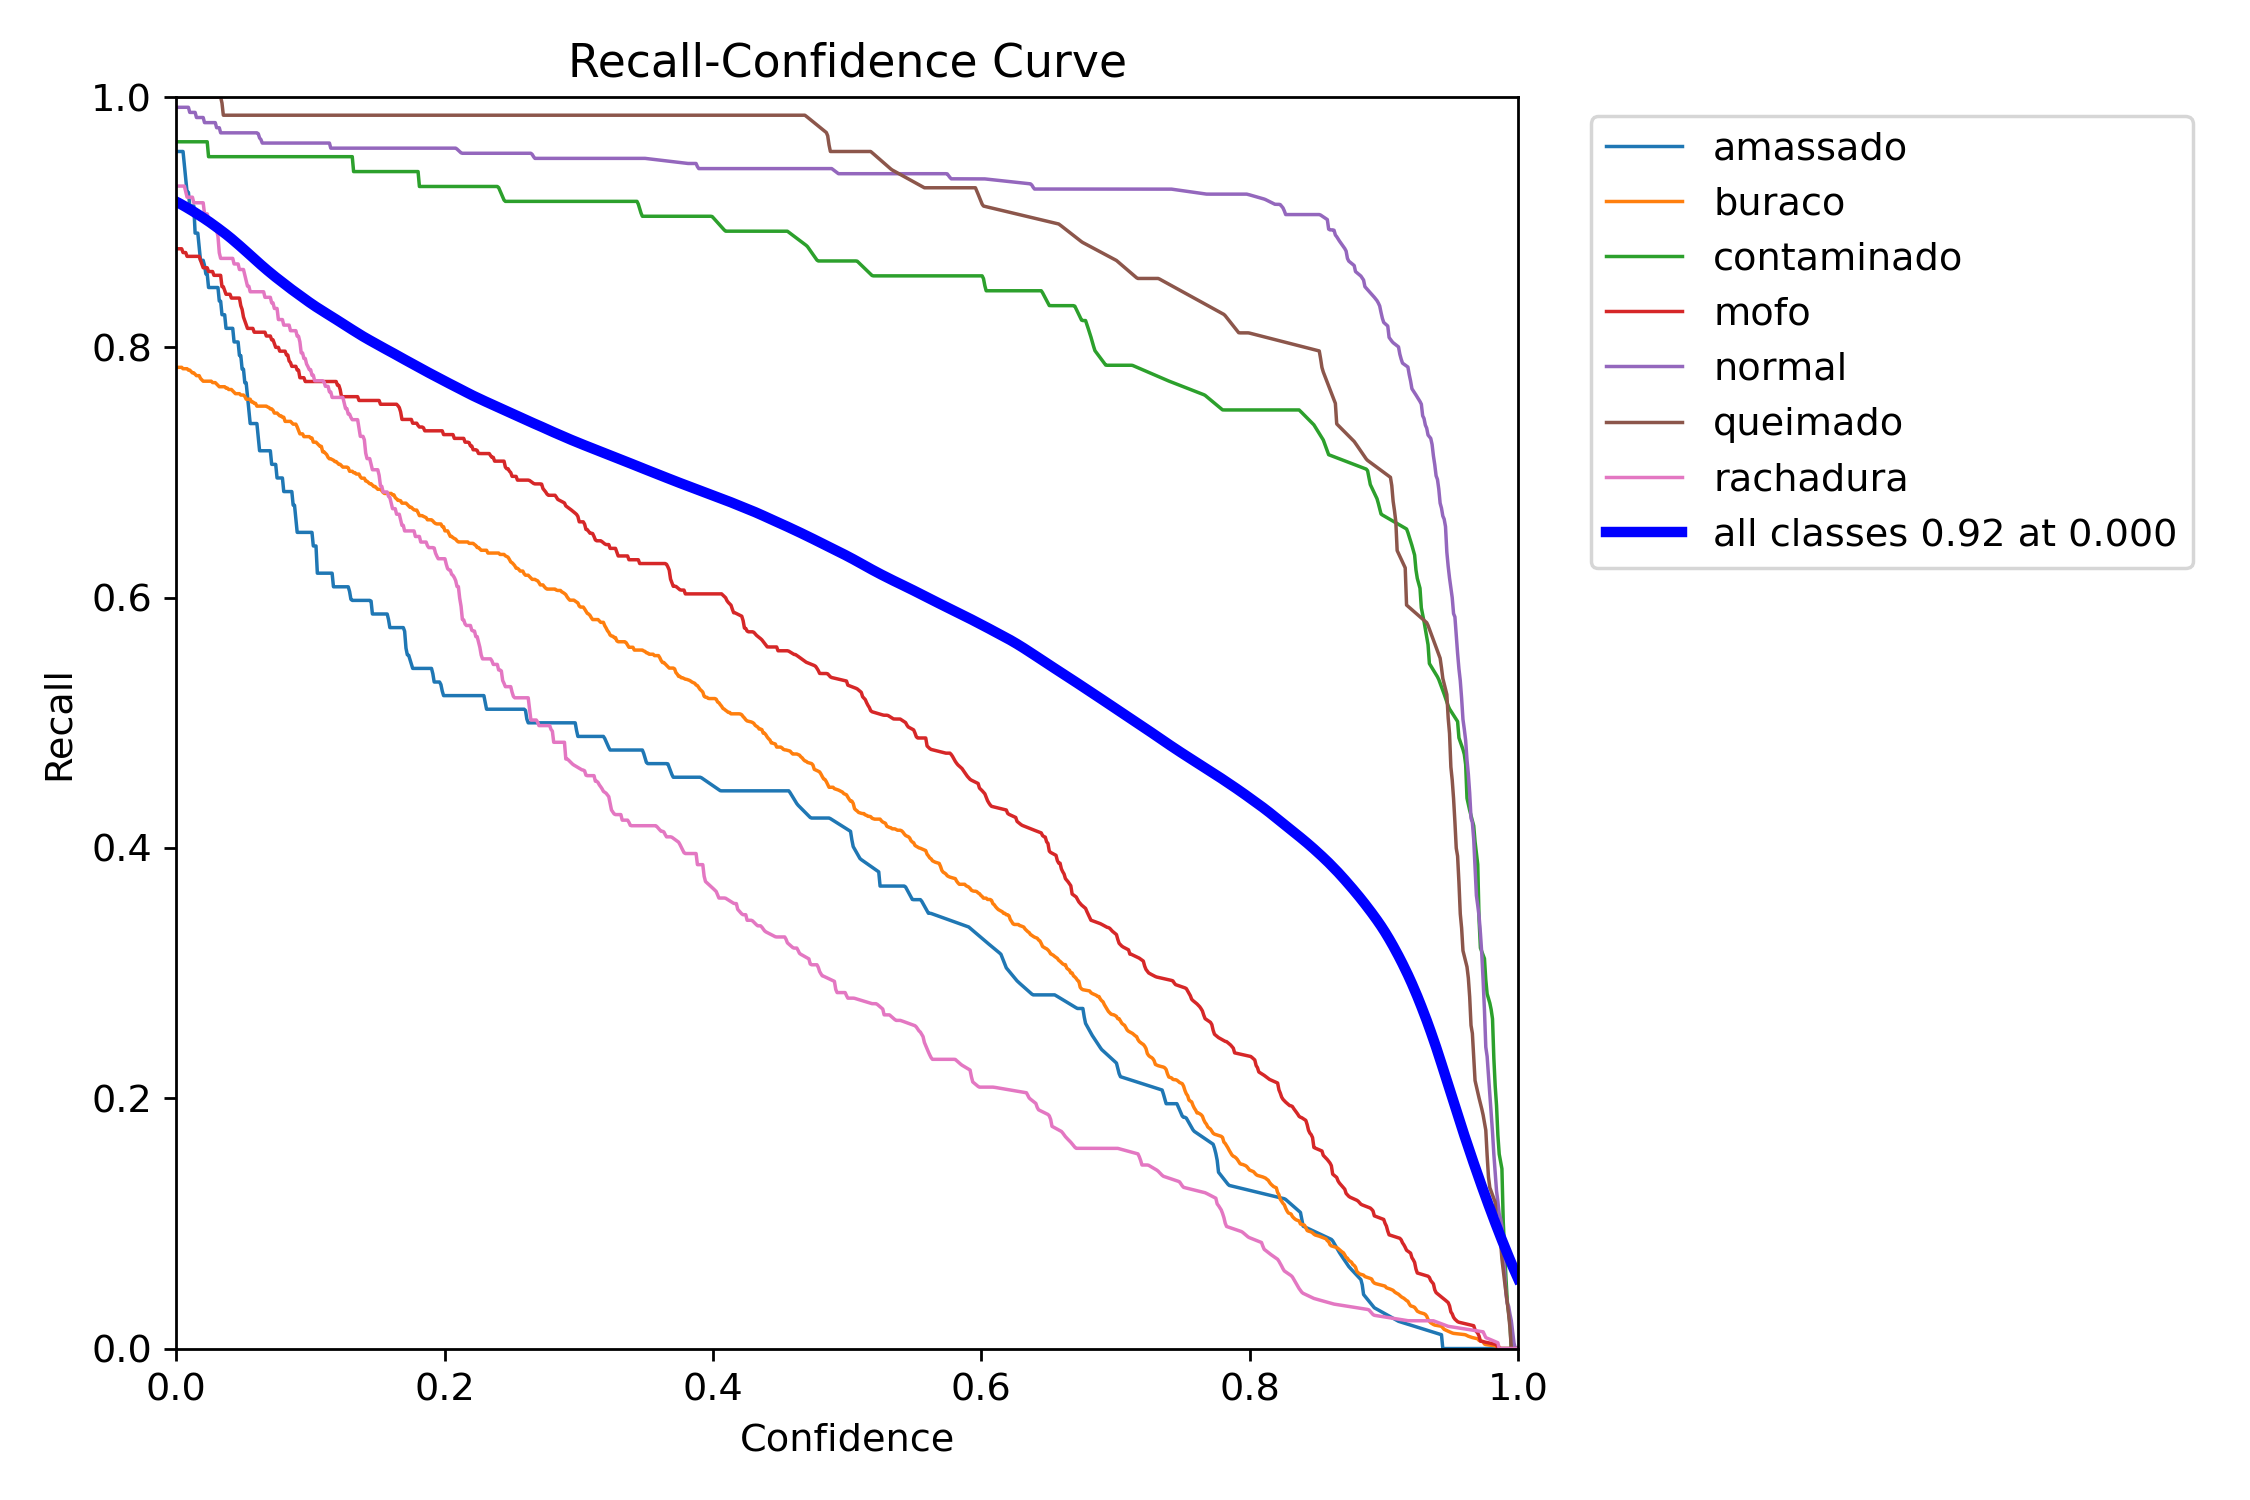 Recall-Confidence Curve
1.0
0.8
0.6
0.4
0.2
0.0
Recall
0.0 0.2 0.4 0.6 0.8 1.0
Confidence
amassado
buraco
contaminado
mofo
normal
queimado
rachadura
all classes 0.92 at 0.000